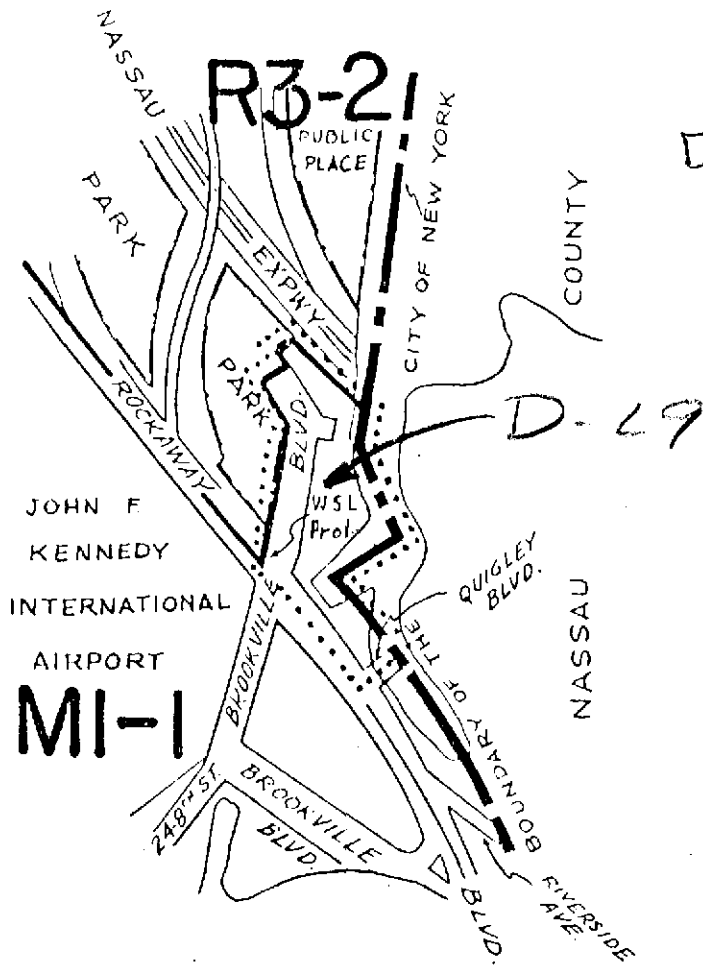 NASSAU
EXPWY
R3-2
PUBLIC
PLACE
PARK
BOUNDARY OF THE
CITY OF NEW YORK
NASSAU
COUNTY
D
D-
PARK
BLVD.
ROCKAWAY
BLVD.
WSL
Prol.
JOHN F.
KENNEDY
INTERNATIONAL
AIRPORT
M1-1
QUIGLEY
BLVD.
BROOKVILLE
248TH ST.
BROOKVILLE
BLVD.
RIVERSIDE
AVE.